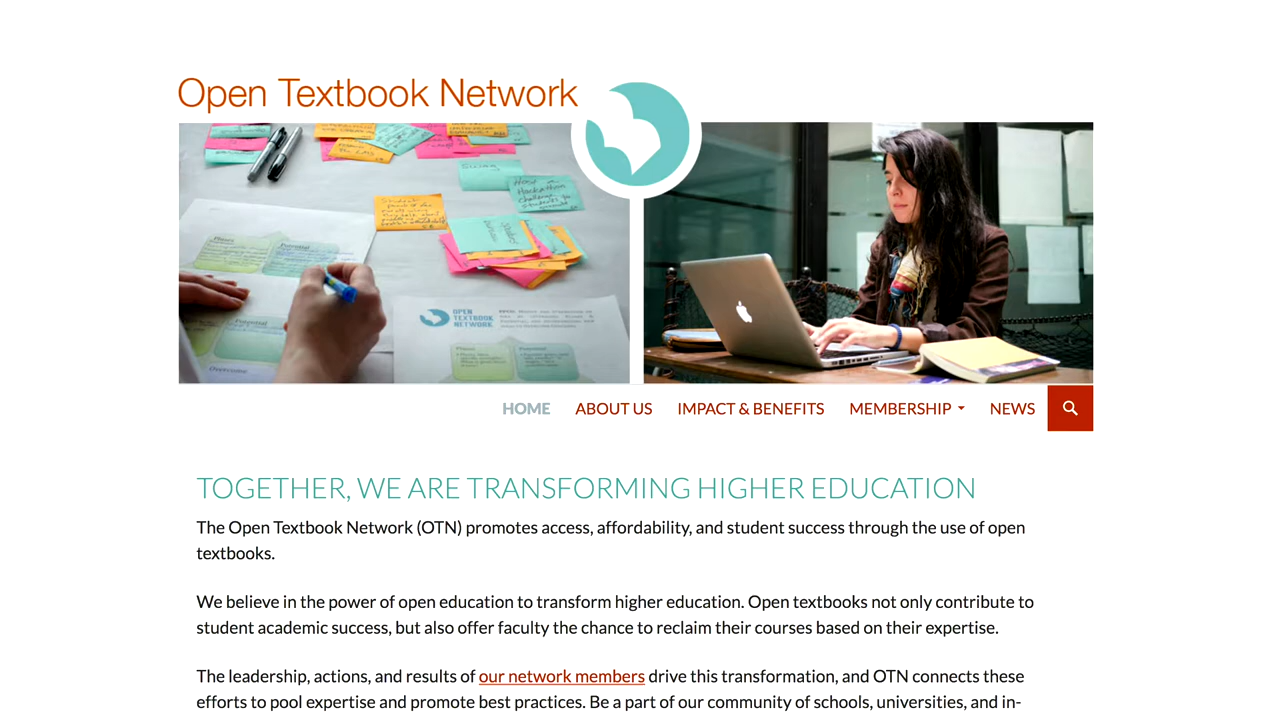 Open Textbook Network
OPEN
TEXTBOOK
NETWORK
Overcome
HOME ABOUT US IMPACT & BENEFITS MEMBERSHIP NEWS
TOGETHER, WE ARE TRANSFORMING HIGHER EDUCATION
The Open Textbook Network (OTN) promotes access, affordability, and student success through the use of open
textbooks.
We believe in the power of open education to transform higher education. Open textbooks not only contribute to
student academic success, but also offer faculty the chance to reclaim their courses based on their expertise.
The leadership, actions, and results of our network members drive this transformation, and OTN connects these
efforts to pool expertise and promote best practices. Be a part of our community of schools, universities, and in-